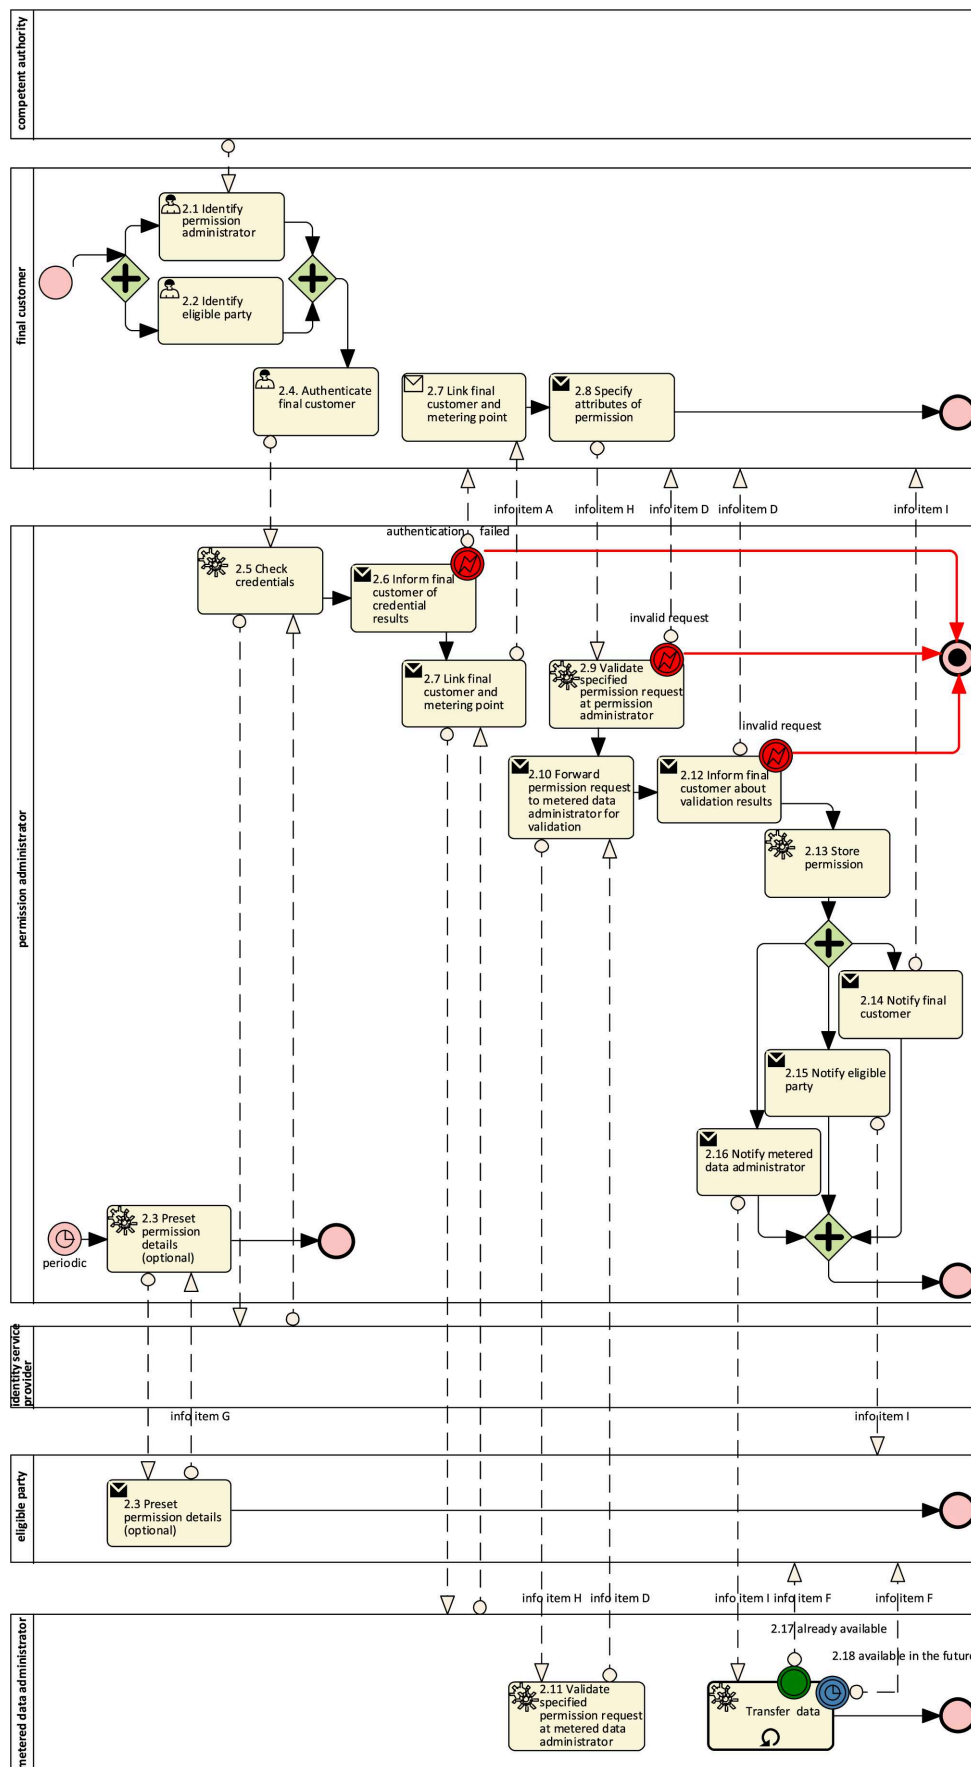 competent authority
final customer
2.1 Identify
permission
administrator
2.2 Identify
eligible party
2.4. Authenticate
final customer
2.7 Link final
customer and
metering point
2.8 Specify
attributes of
permission
info item A
info item H
info item D
info item D
info item I
permission administrator
authentication failed
2.5 Check
credentials
2.6 Inform final
customer of
credential
results
2.7 Link final
customer and
metering point
invalid request
2.9 Validate
specified
permission request
at permission
administrator
invalid request
2.10 Forward
permission request
to metered data
administrator for
validation
2.12 Inform final
customer about
validation results
2.13 Store
permission
2.14 Notify final
customer
2.15 Notify eligible
party
2.16 Notify metered
data administrator
periodic
2.3 Preset
permission
details
(optional)
identity service
provider
info item G
info item I
eligible party
2.3 Preset
permission details
(optional)
metered data administrator
info item H
info item D
info item I
info item F
info item F
2.17 already available
2.18 available in the future
2.11 Validate
specified
permission request
at metered data
administrator
Transfer data